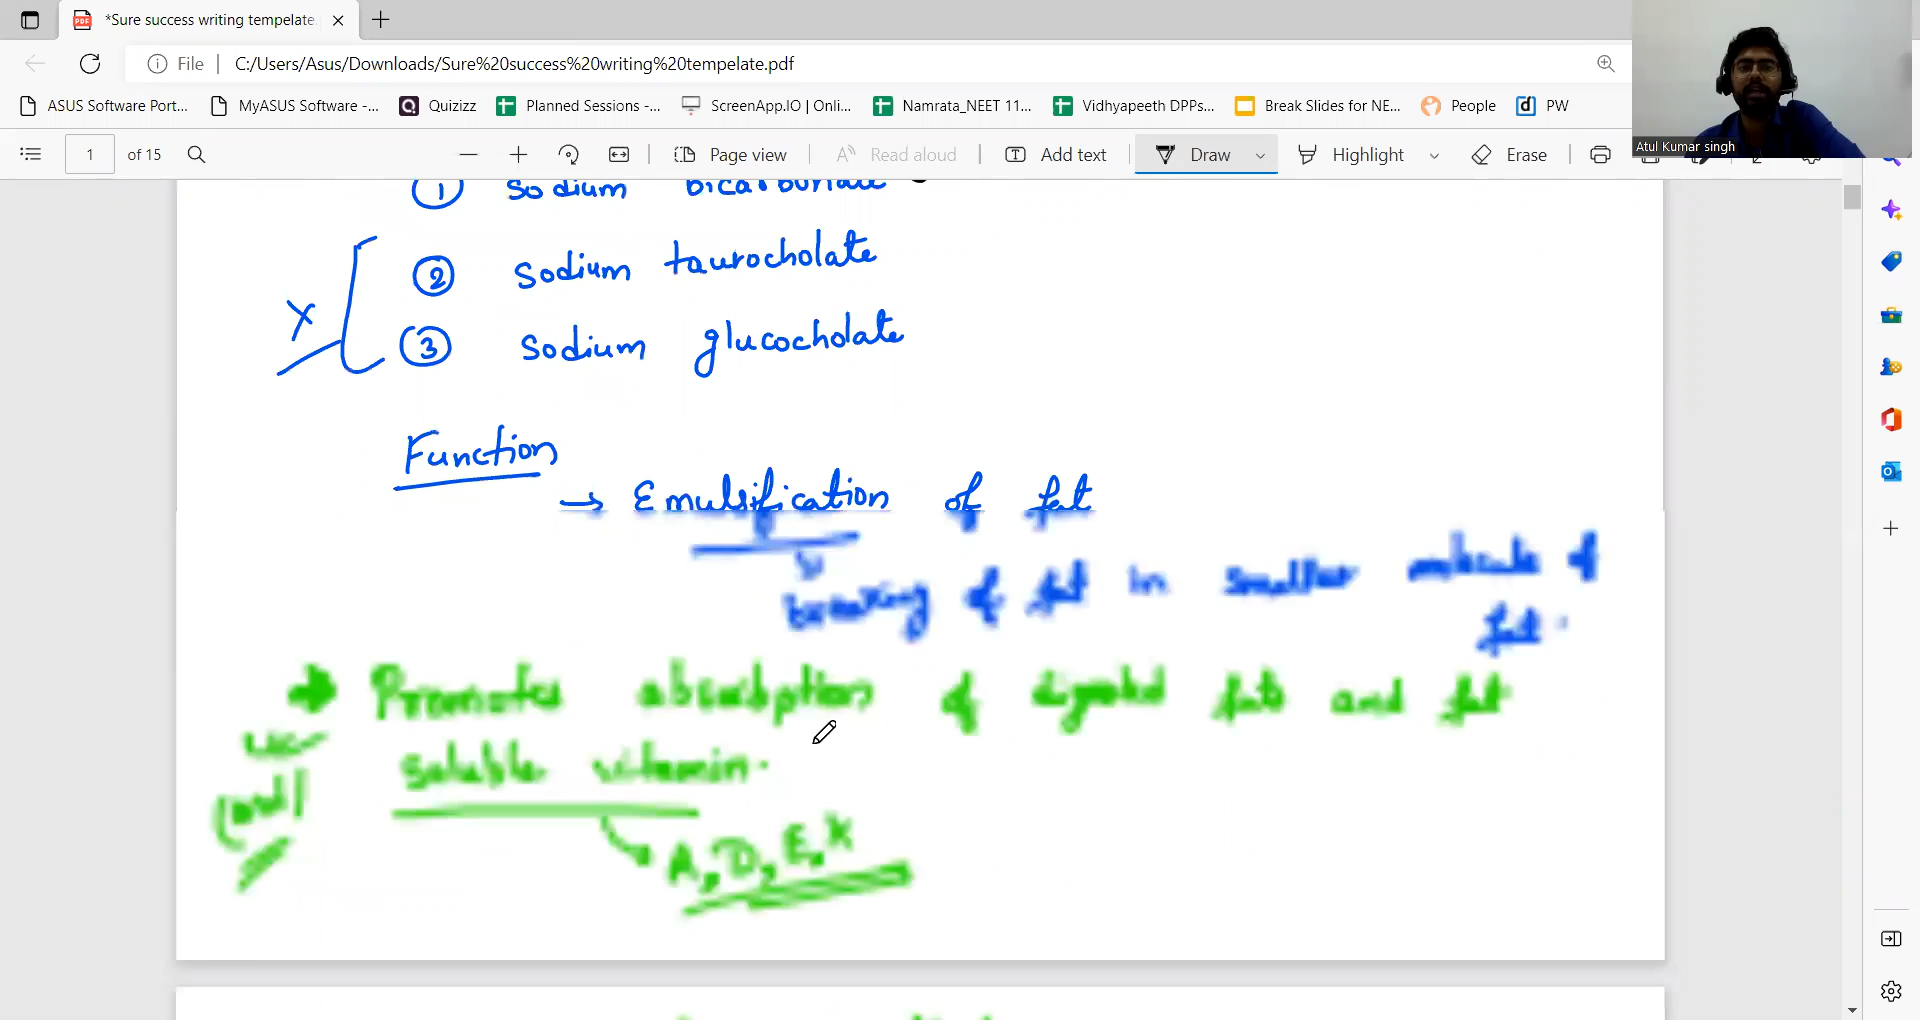 *Sure success writing tempelate.
File | C:/Users/Asus/Downloads/Sure%20success%20writing%20tempelate.pdf
ASUS Software Port... MyASUS Software -... Quizizz Planned Sessions -... ScreenApp.IO | Onli... Namrata_NEET 11... Vidhyapeeth DPPs... Break Slides for NE... People PW
1 of 15 Page view Read aloud Add text Draw Highlight Erase
Atul Kumar singh
① Sodium bicarbonate
② Sodium taurocholate
X
③ Sodium glucocholate
Function
→ Emulsification of fat
breaking of fat in smaller molecule of
fat.
→ Promotes absorbption of digested fats and fat
soluble vitamin.
A, D, E, K